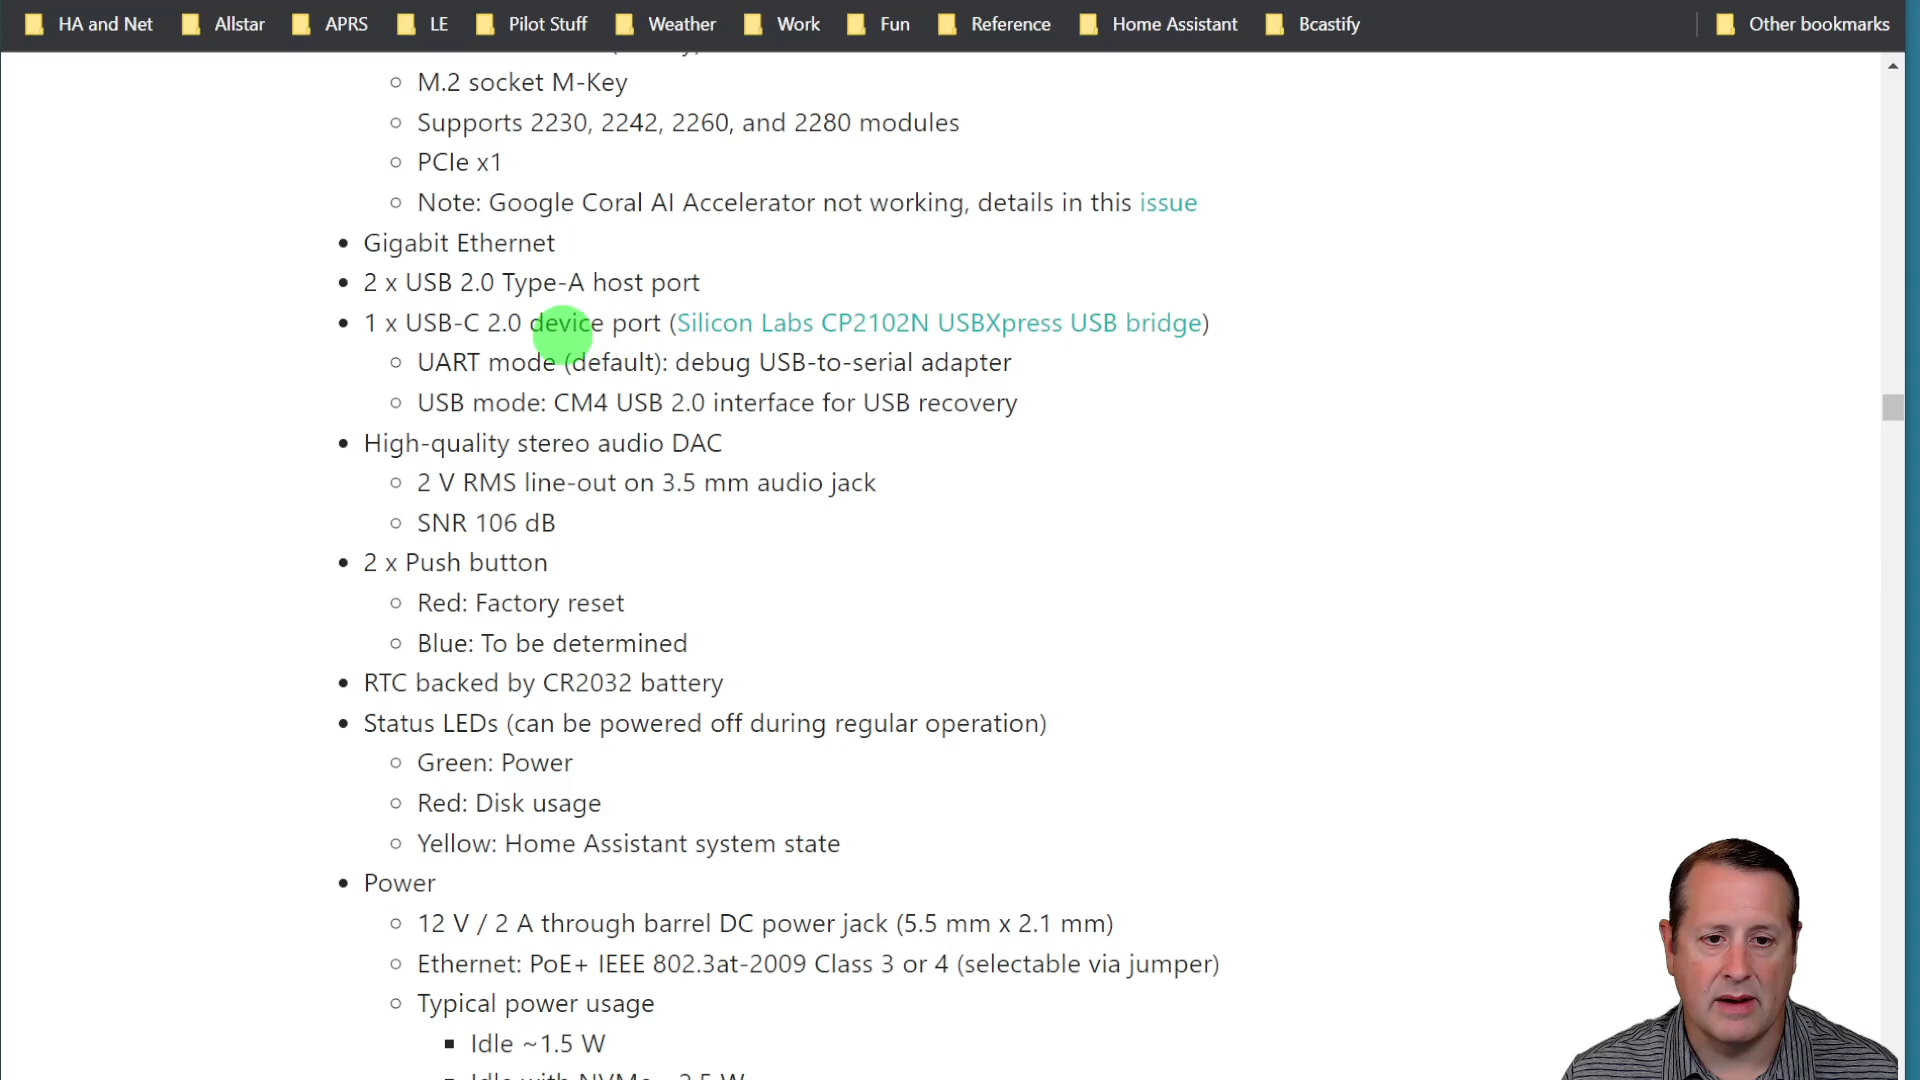 HA and Net Allstar APRS LE Pilot Stuff Weather Work Fun Reference Home Assistant Bcastify Other bookmarks
M.2 socket M-Key
Supports 2230, 2242, 2260, and 2280 modules
PCIe x1
Note: Google Coral AI Accelerator not working, details in this issue
Gigabit Ethernet
2 x USB 2.0 Type-A host port
1 x USB-C 2.0 device port (Silicon Labs CP2102N USBXpress USB bridge)
UART mode (default): debug USB-to-serial adapter
USB mode: CM4 USB 2.0 interface for USB recovery
High-quality stereo audio DAC
2 V RMS line-out on 3.5 mm audio jack
SNR 106 dB
2 x Push button
Red: Factory reset
Blue: To be determined
RTC backed by CR2032 battery
Status LEDs (can be powered off during regular operation)
Green: Power
Red: Disk usage
Yellow: Home Assistant system state
Power
12 V / 2 A through barrel DC power jack (5.5 mm x 2.1 mm)
Ethernet: PoE+ IEEE 802.3at-2009 Class 3 or 4 (selectable via jumper)
Typical power usage
Idle ~1.5 W
Idle with NVMe